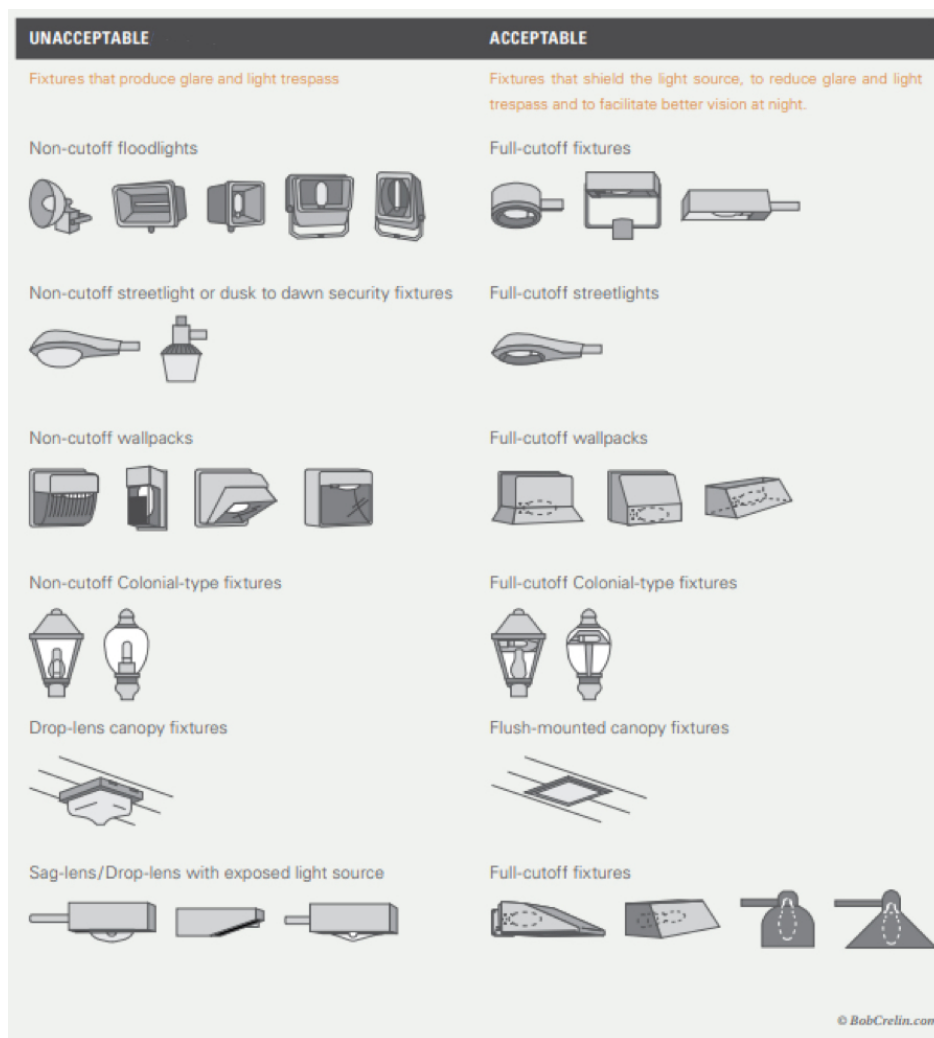 UNACCEPTABLE
ACCEPTABLE
Fixtures that produce glare and light trespass
Fixtures that shield the light source, to reduce glare and light
trespass and to facilitate better vision at night.
Non-cutoff floodlights
Full-cutoff fixtures
Non-cutoff streetlight or dusk to dawn security fixtures
Full-cutoff streetlights
Non-cutoff wallpacks
Full-cutoff wallpacks
Non-cutoff Colonial-type fixtures
Full-cutoff Colonial-type fixtures
Drop-lens canopy fixtures
Flush-mounted canopy fixtures
Sag-lens/Drop-lens with exposed light source
Full-cutoff fixtures
© BobCrelin.com